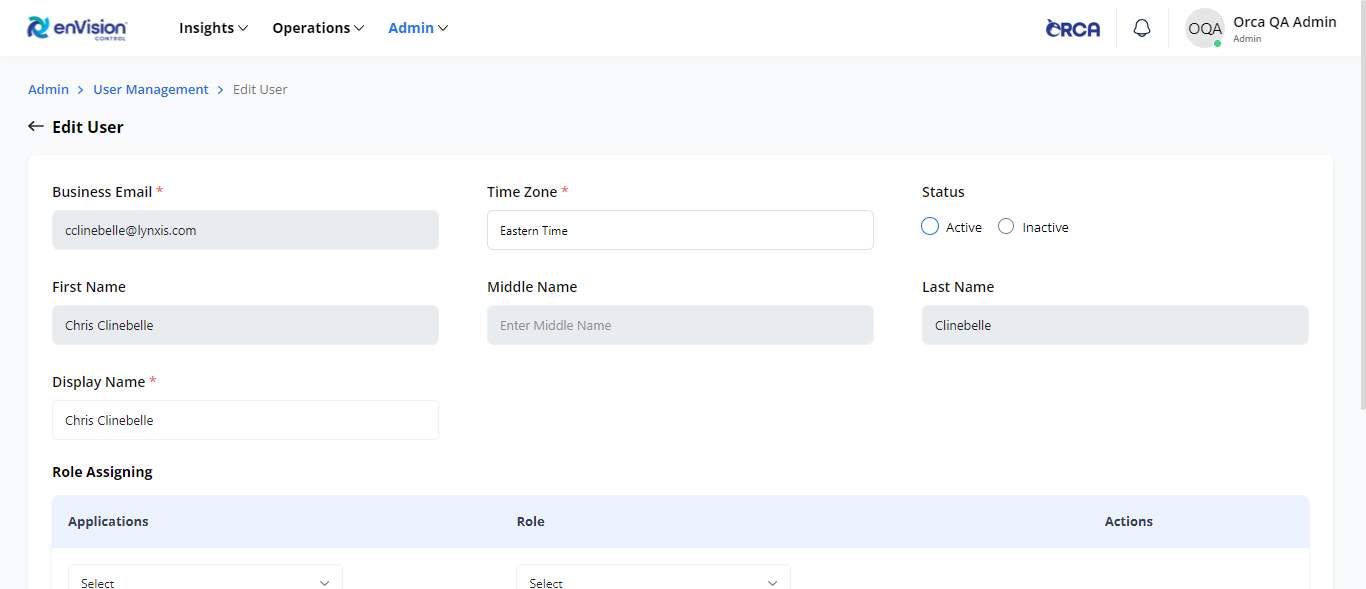 enVision CONTROL Insights Operations Admin ORCA OQA Orca QA Admin
Admin
Admin > User Management > Edit User
← Edit User
Business Email * Time Zone * Status
cclinebelle@lynxis.com Eastern Time Active Inactive
First Name Middle Name Last Name
Chris Clinebelle Enter Middle Name Clinebelle
Display Name *
Chris Clinebelle
Role Assigning
Applications Role Actions
Select Select